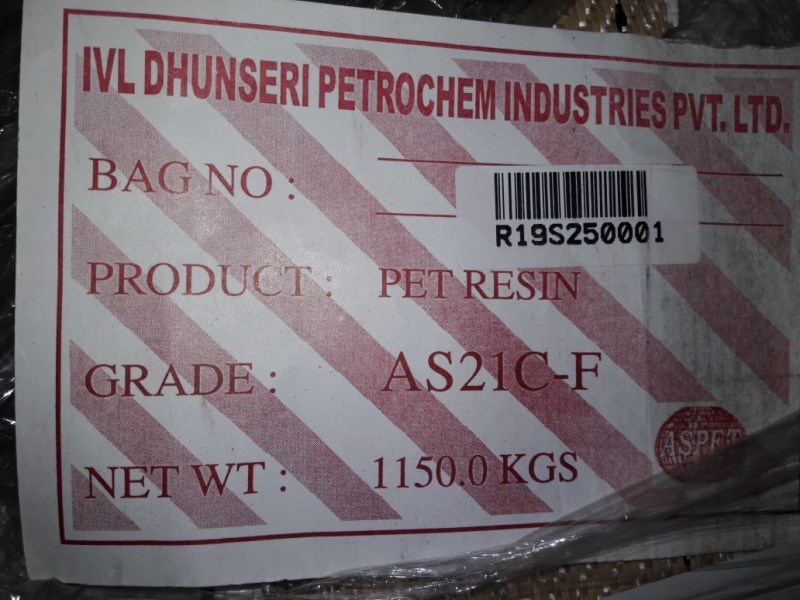 IVL DHUNSERI PETROCHEM INDUSTRIES PVT. LTD.
BAG NO :
R19S250001
PRODUCT : PET RESIN
GRADE : AS21C-F
ASPET
NET WT : 1150.0 KGS